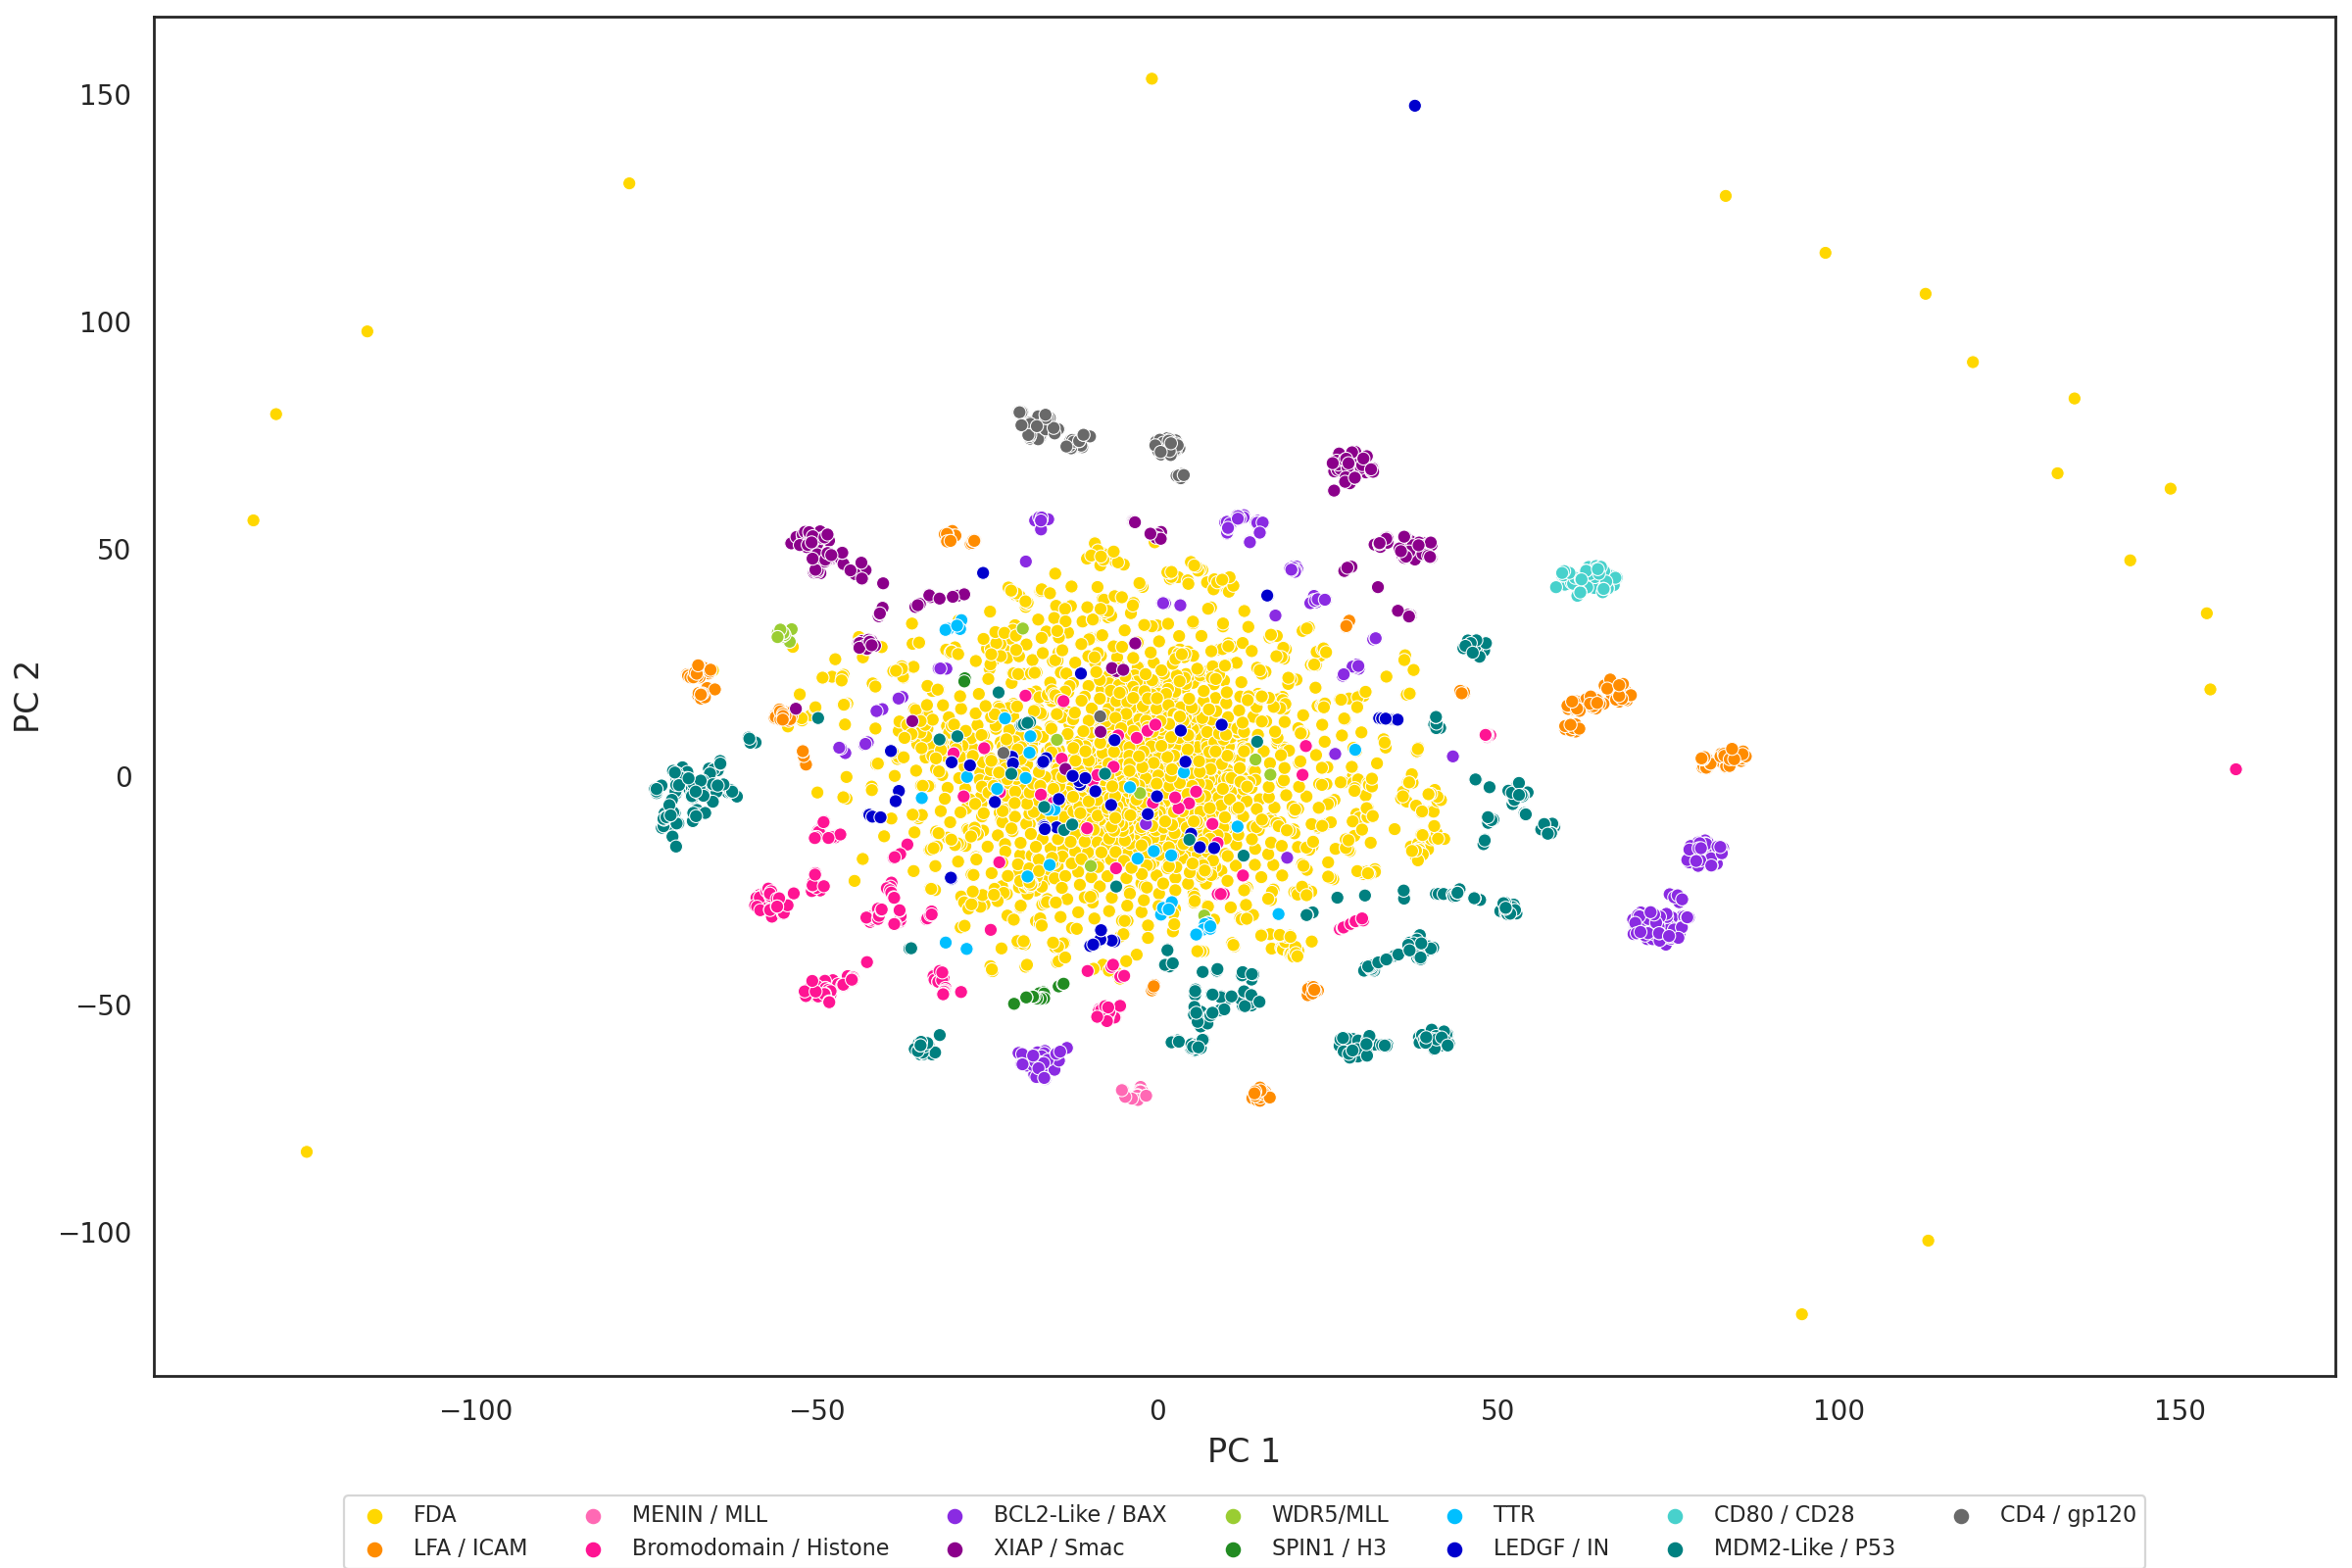 150
100
50
0
−50
−100
PC 2
−100 −50 0 50 100 150
PC 1
FDA MENIN / MLL BCL2-Like / BAX WDR5/MLL TTR CD80 / CD28 CD4 / gp120
LFA / ICAM Bromodomain / Histone XIAP / Smac SPIN1 / H3 LEDGF / IN MDM2-Like / P53